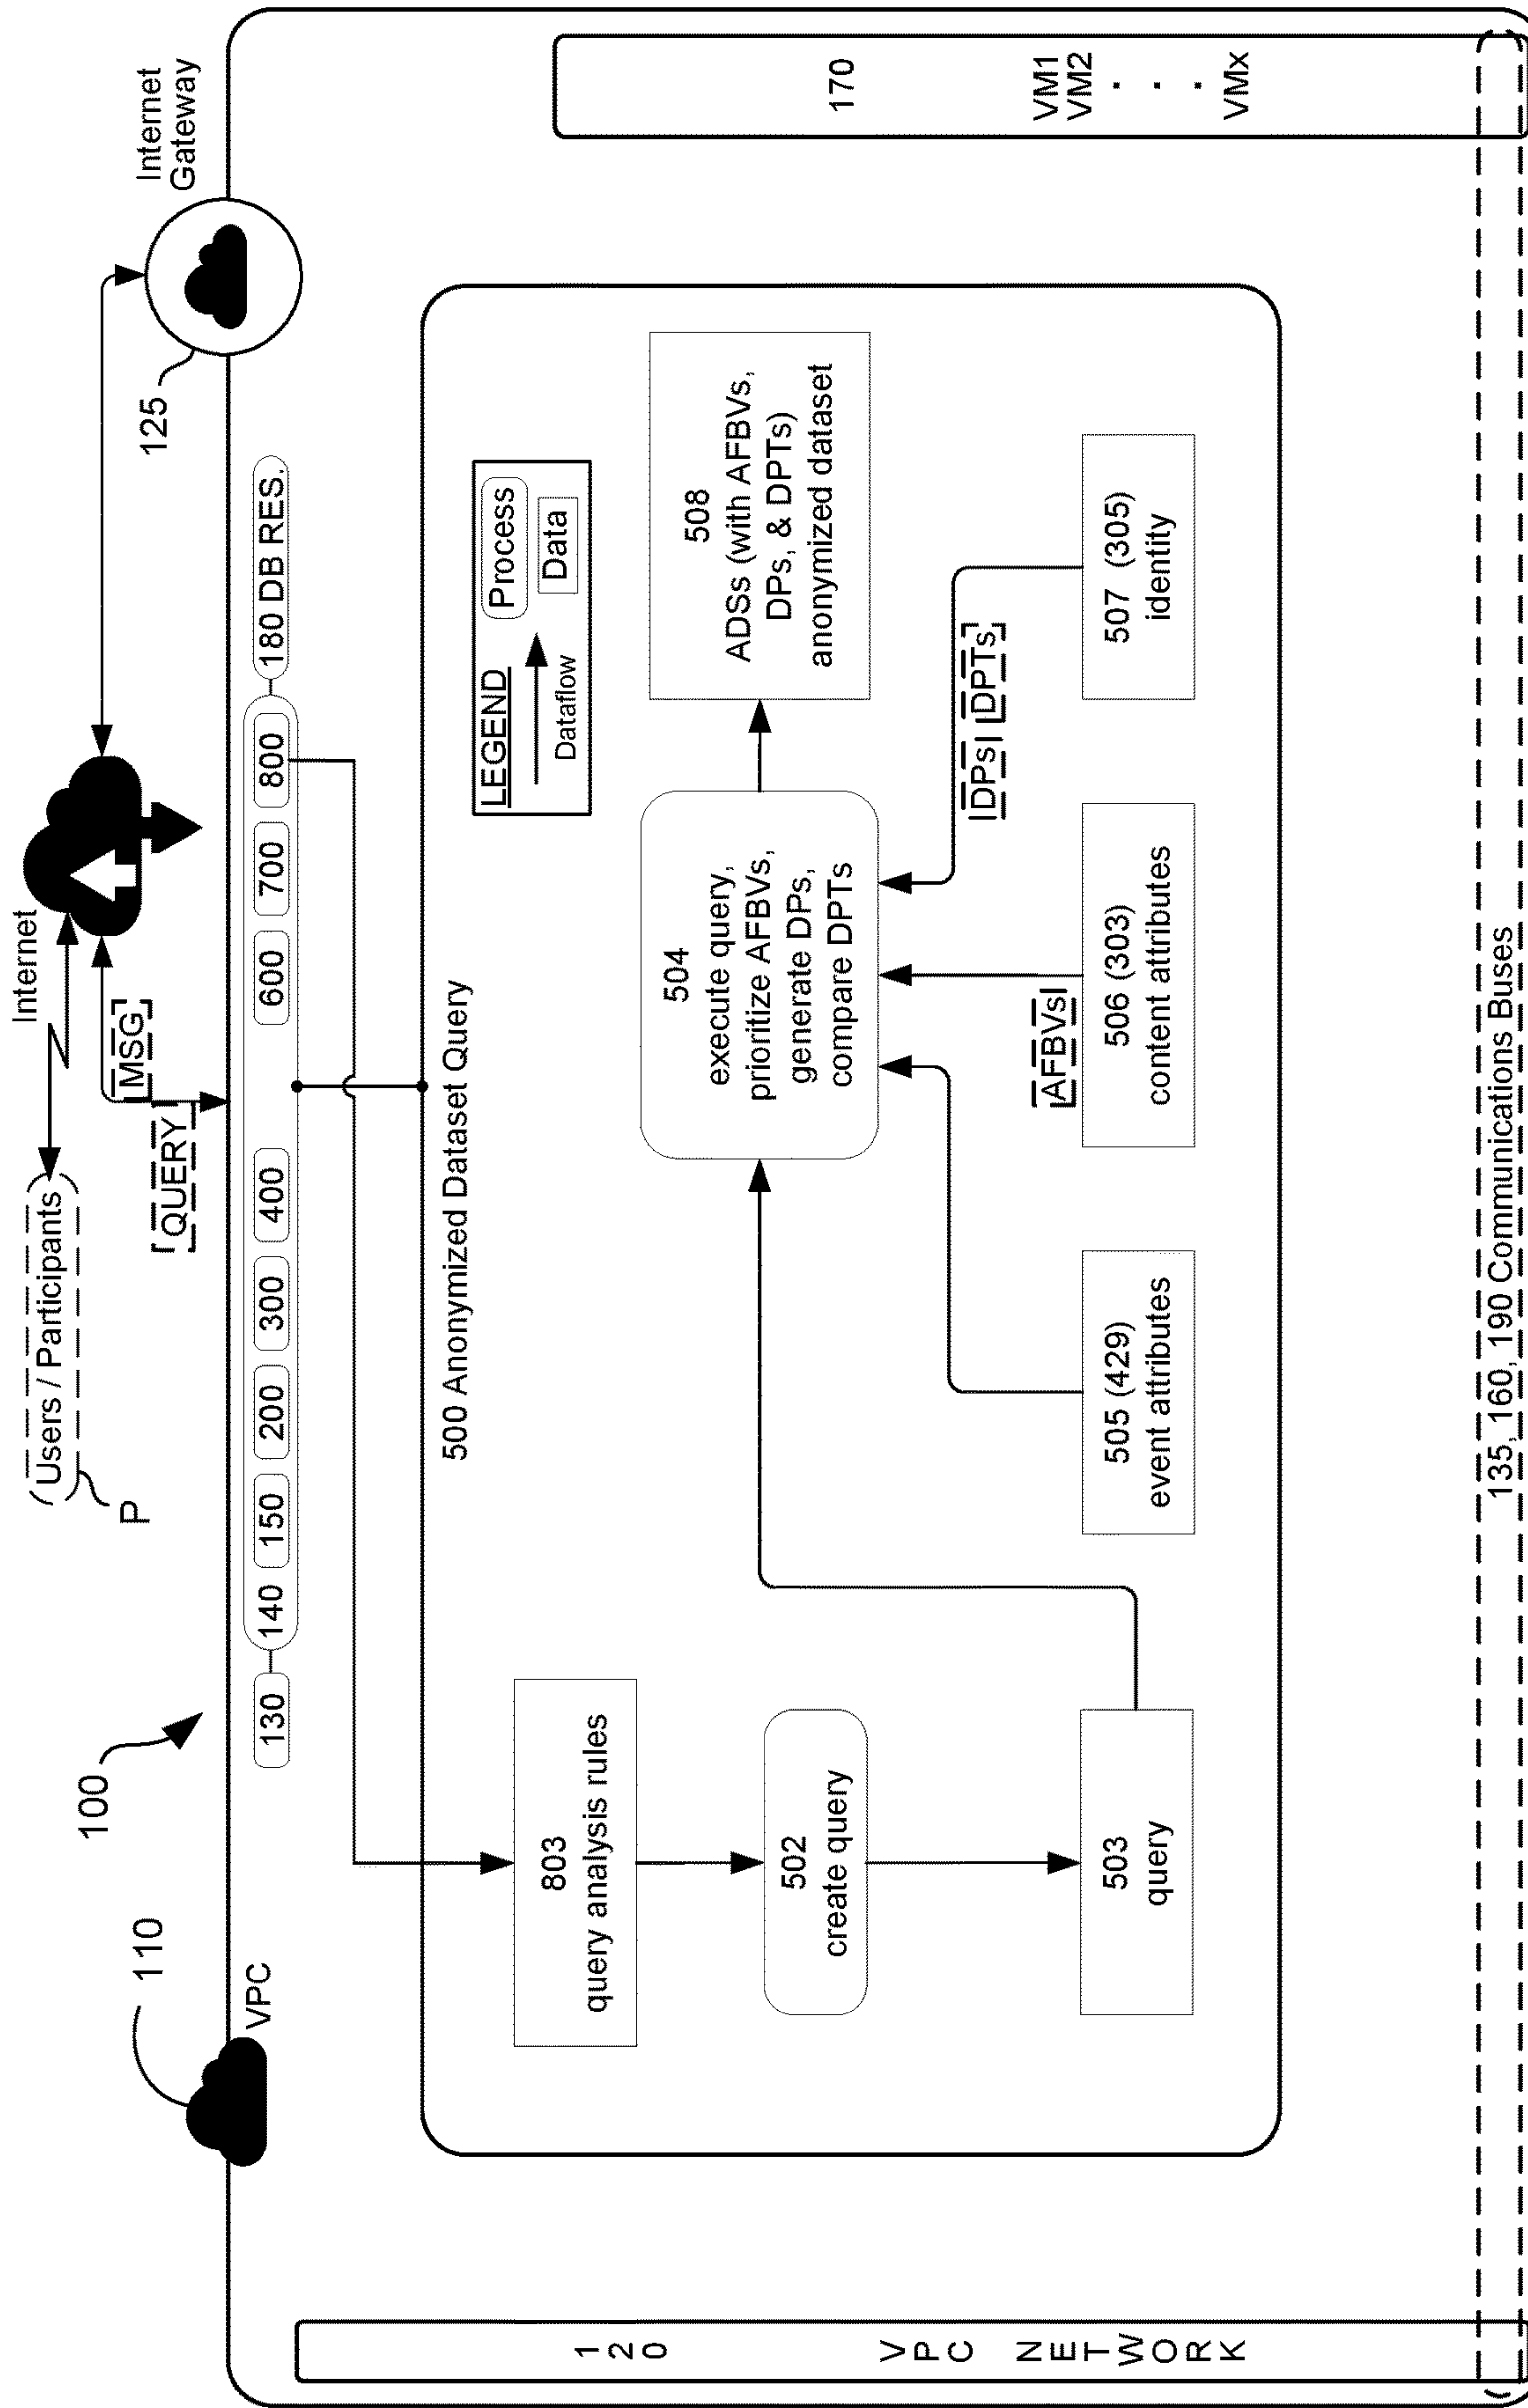 Users / Participants
P
Internet
MSG
QUERY
Internet
Gateway
125
100
110
VPC
130
140
150
200
300
400
600
700
800
180 DB RES.
500 Anonymized Dataset Query
LEGEND
Process
Dataflow
Data
803
query analysis rules
502
create query
503
query
504
execute query,
prioritize AFBVs,
generate DPs,
compare DPTs
508
ADSs (with AFBVs,
DPs, & DPTs)
anonymized dataset
AFBVs
DPs
DPTs
505 (429)
event attributes
506 (303)
content attributes
507 (305)
identity
120
VPC NETWORK
170
VM1
VM2
.
.
.
VMx
135, 160, 190 Communications Buses